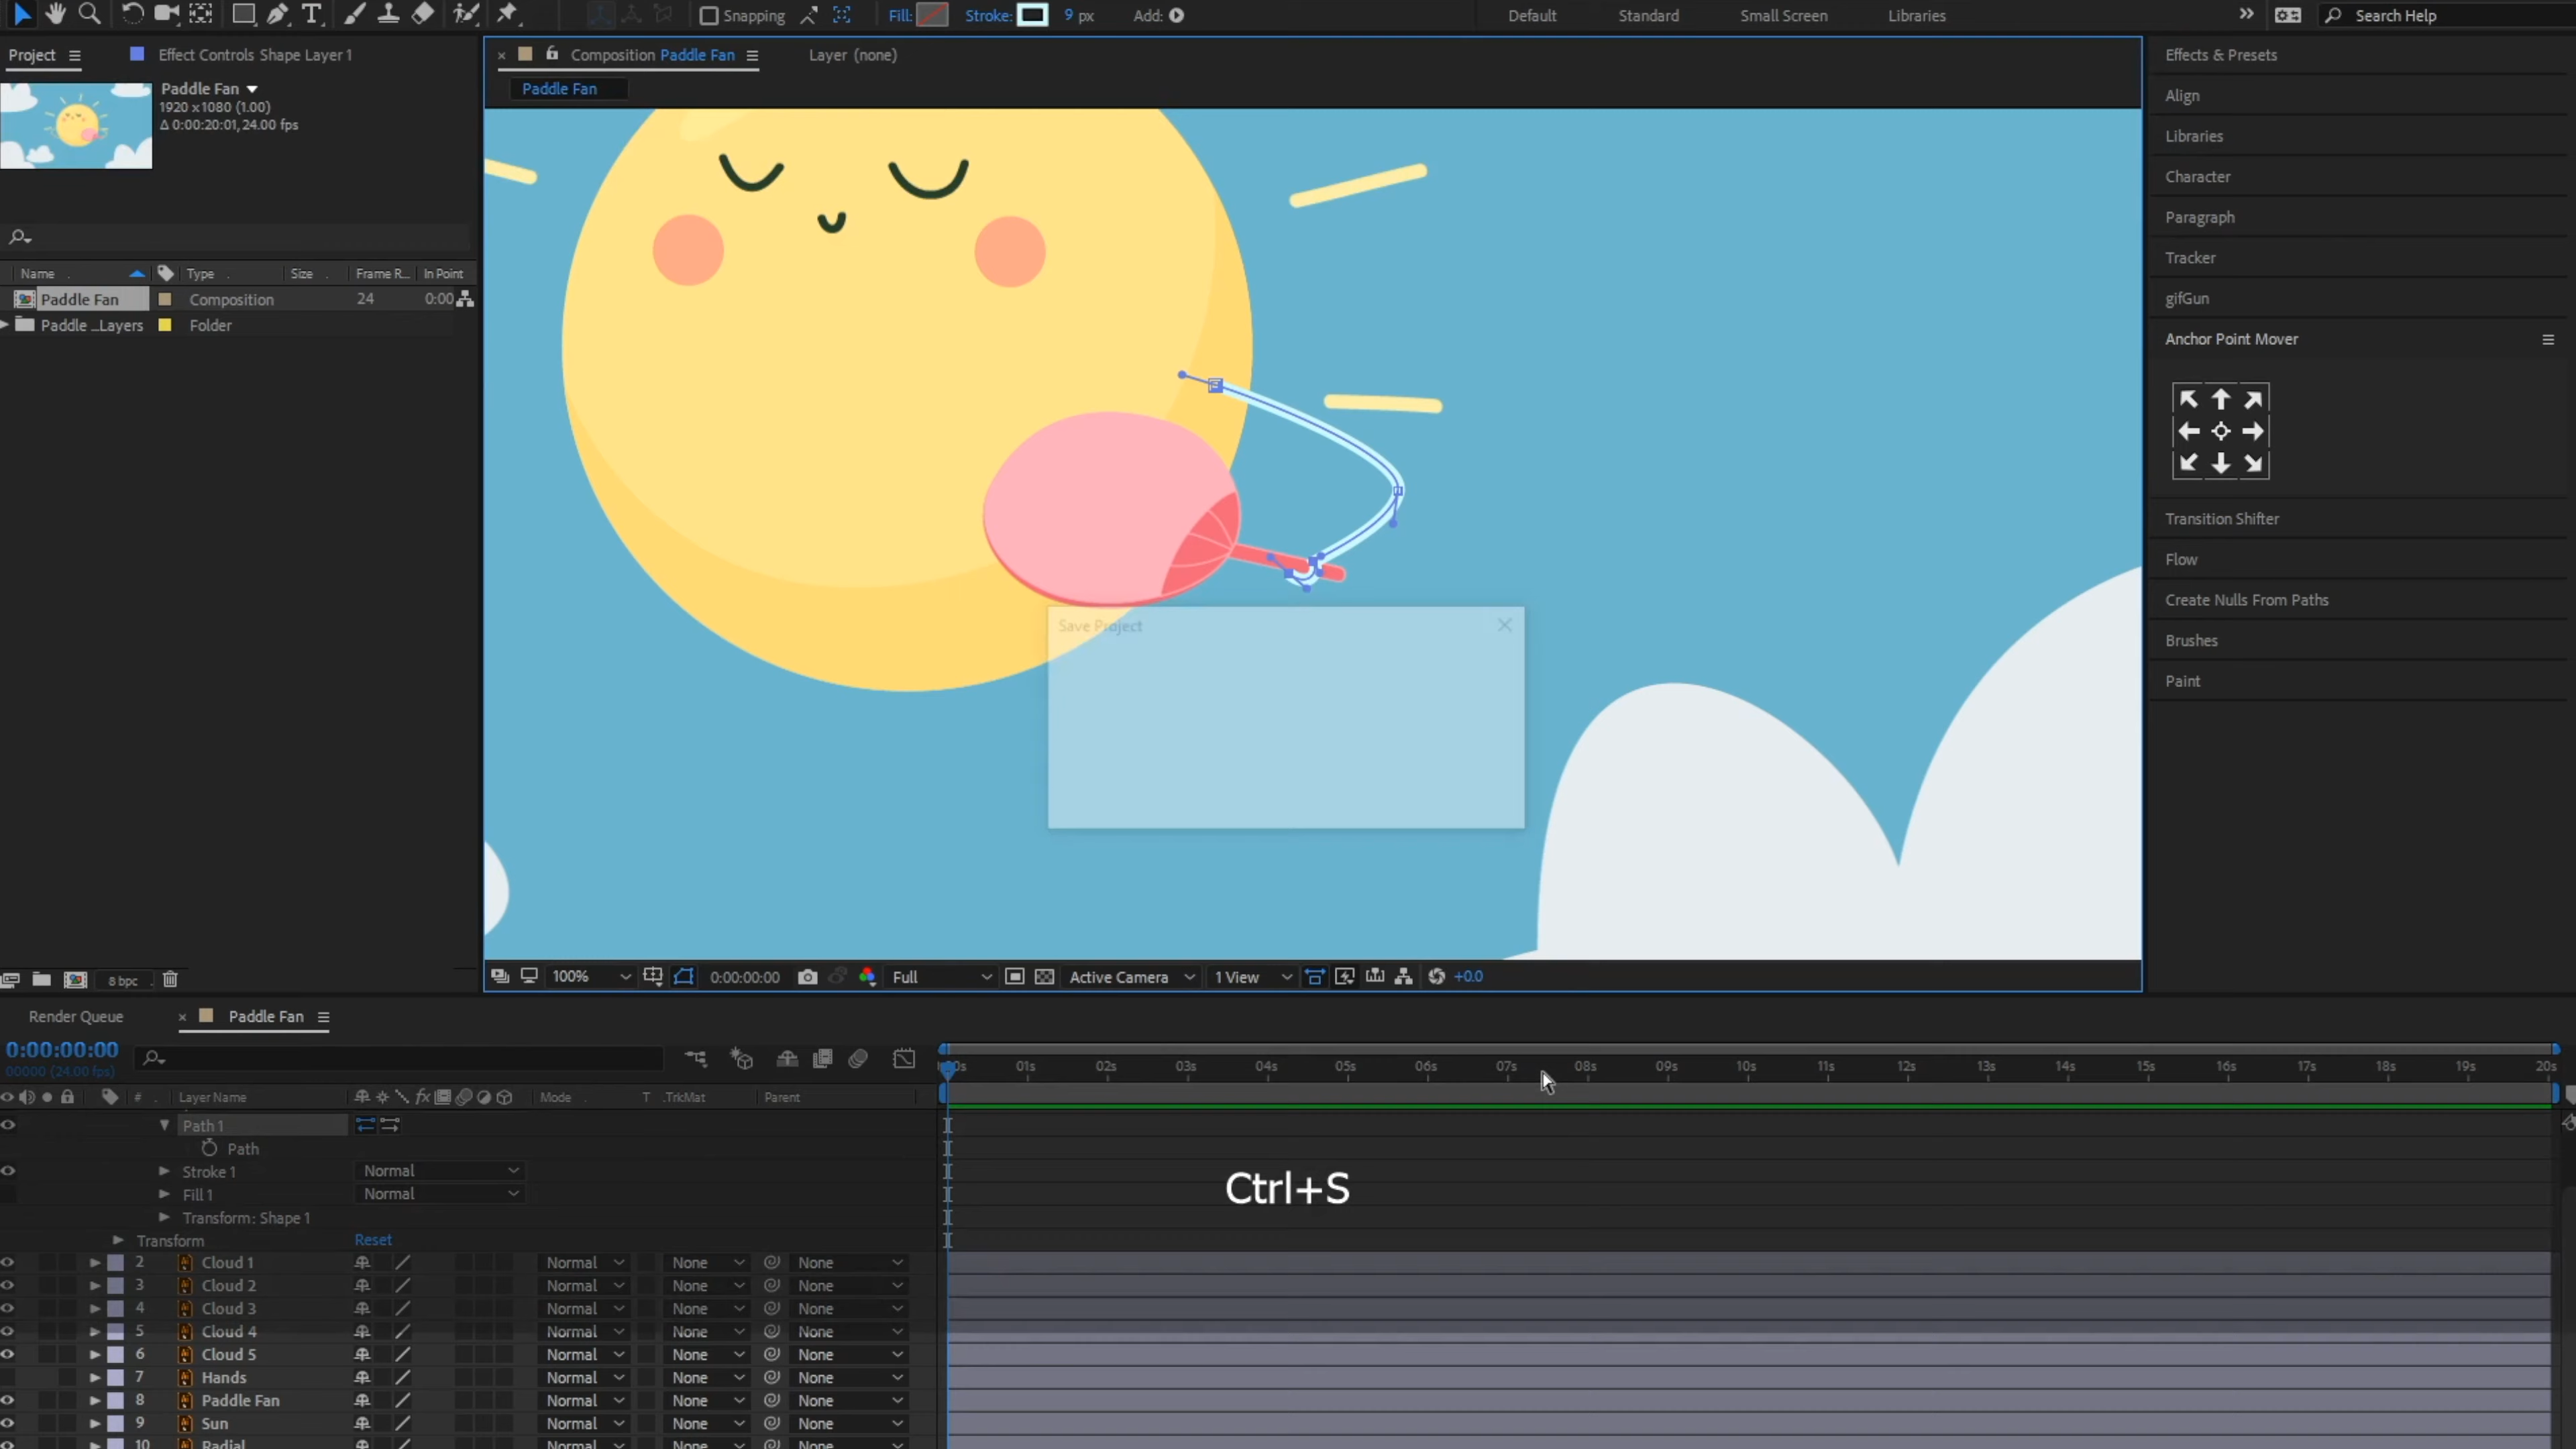 Snapping
Fill:
Stroke:
9 px
Add:
Default
Standard
Small Screen
Libraries
Search Help
Project
Effect Controls Shape Layer 1
Paddle Fan
1920 x1080 (1.00)
Δ 0:00:20:01, 24.00 fps
Name
Type
Size
Frame R...
In Point
Paddle Fan
Composition
24
0:00
Paddle ...Layers
Folder
8 bpc
Composition Paddle Fan
Layer (none)
Paddle Fan
Save Project
100%
0:00:00:00
Full
Active Camera
1 View
+0.0
Effects & Presets
Align
Libraries
Character
Paragraph
Tracker
gifGun
Anchor Point Mover
Transition Shifter
Flow
Create Nulls From Paths
Brushes
Paint
Render Queue
Paddle Fan
0:00:00:00
00000 (24.00 fps)
01s 02s 03s 04s 05s 06s 07s 08s 09s 10s 11s 12s 13s 14s 15s 16s 17s 18s 19s 20s
# Layer Name fx Mode T .TrkMat Parent
Path 1
Path
Stroke 1 Normal
Fill 1 Normal
Transform: Shape 1
Transform Reset
2 Cloud 1 Normal None None
3 Cloud 2 Normal None None
4 Cloud 3 Normal None None
5 Cloud 4 Normal None None
6 Cloud 5 Normal None None
7 Hands Normal None None
8 Paddle Fan Normal None None
9 Sun Normal None None
10 Radial Normal None None
Ctrl+S